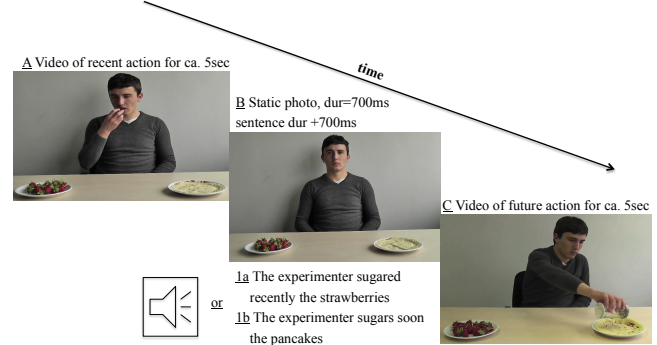 time
A Video of recent action for ca. 5sec
B Static photo, dur=700ms
sentence dur +700ms
C Video of future action for ca. 5sec
or
1a The experimenter sugared
recently the strawberries
1b The experimenter sugars soon
the pancakes